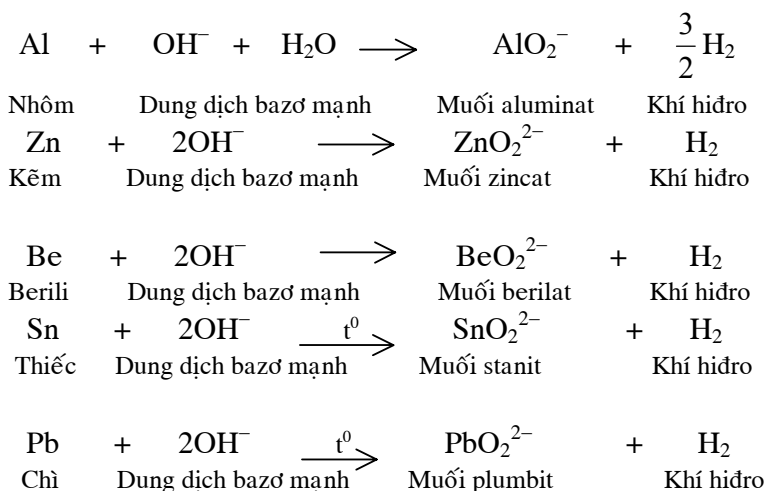 Al + OH⁻ + H₂O ⟶ AlO₂⁻ + 3/2 H₂
Nhôm Dung dịch bazơ mạnh Muối aluminat Khí hiđro
Zn + 2OH⁻ ⟶ ZnO₂²⁻ + H₂
Kẽm Dung dịch bazơ mạnh Muối zincat Khí hiđro
Be + 2OH⁻ ⟶ BeO₂²⁻ + H₂
Berili Dung dịch bazơ mạnh Muối berilat Khí hiđro
Sn + 2OH⁻ t⁰⟶ SnO₂²⁻ + H₂
Thiếc Dung dịch bazơ mạnh Muối stanit Khí hiđro
Pb + 2OH⁻ t⁰⟶ PbO₂²⁻ + H₂
Chì Dung dịch bazơ mạnh Muối plumbit Khí hiđro